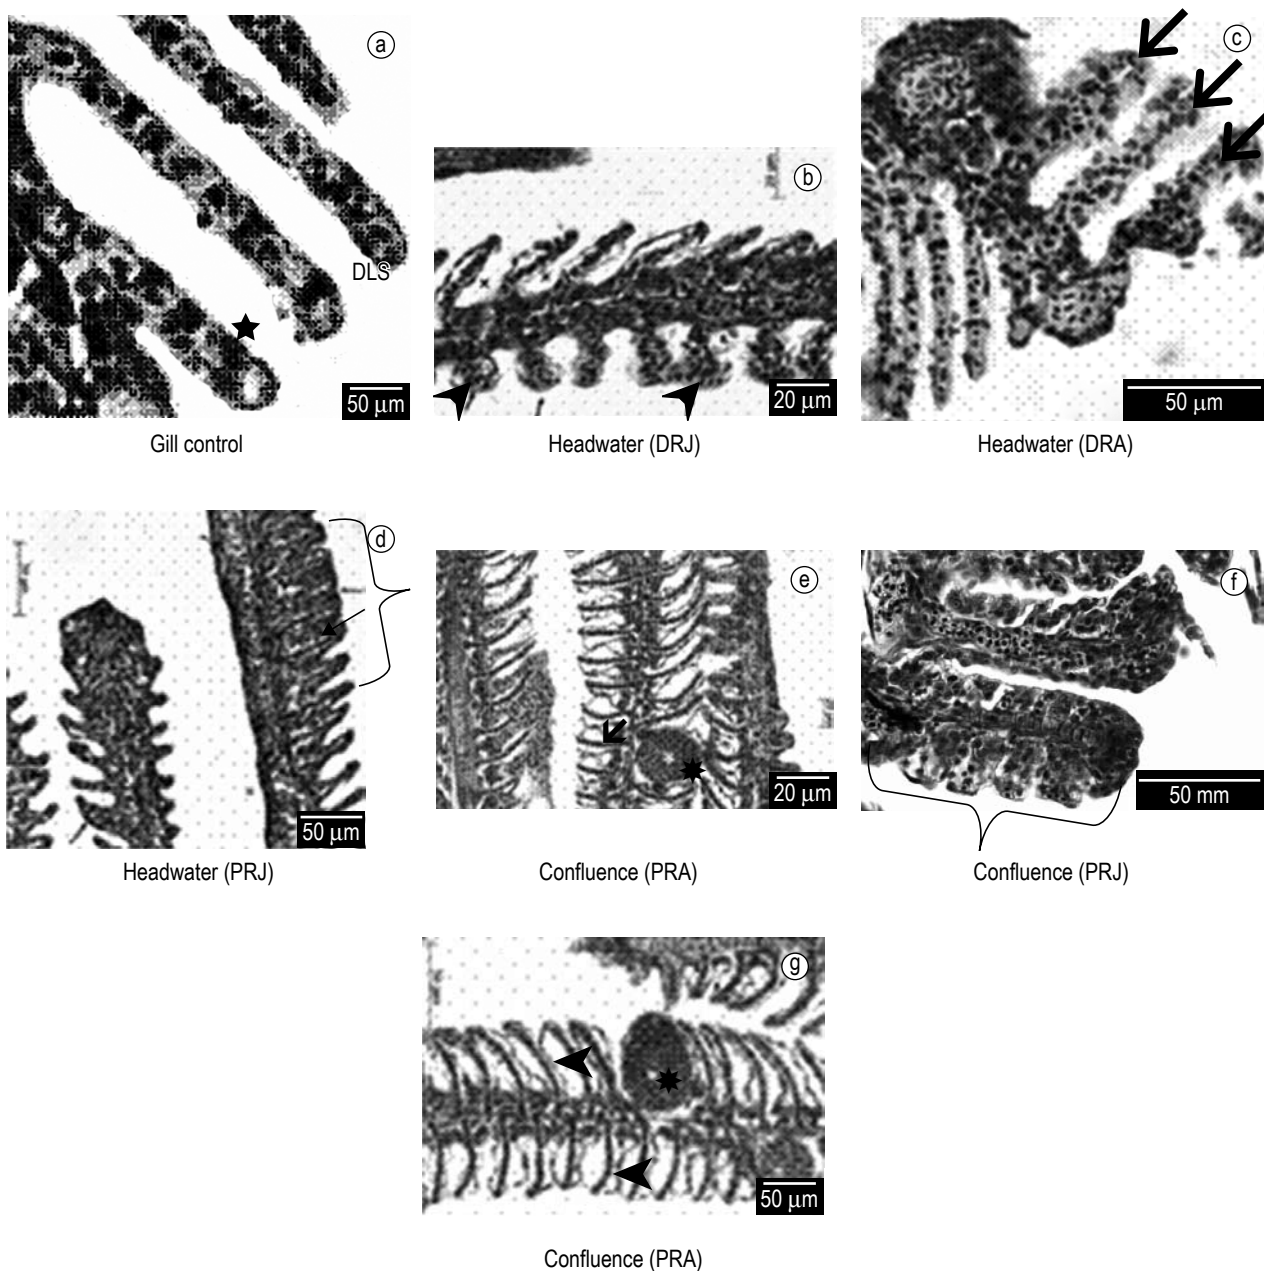 a
DLS
50 μm
Gill control
b
20 μm
Headwater (DRJ)
c
50 μm
Headwater (DRA)
d
50 μm
Headwater (PRJ)
e
20 μm
Confluence (PRA)
f
50 mm
Confluence (PRJ)
g
50 μm
Confluence (PRA)